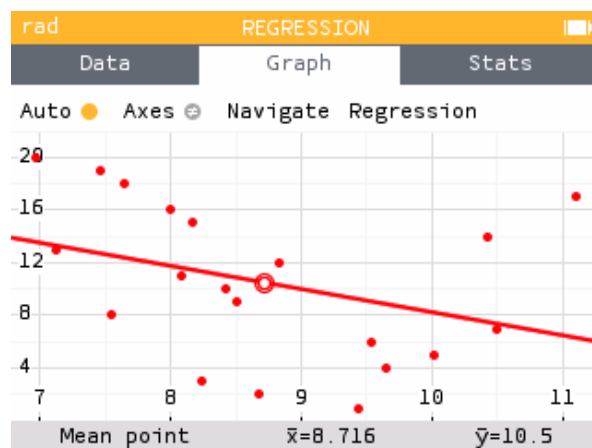 rad REGRESSION
Data Graph Stats
Auto Axes Navigate Regression
20
16
12
8
4
7 8 9 10 11
Mean point x̄=8.716 ȳ=10.5